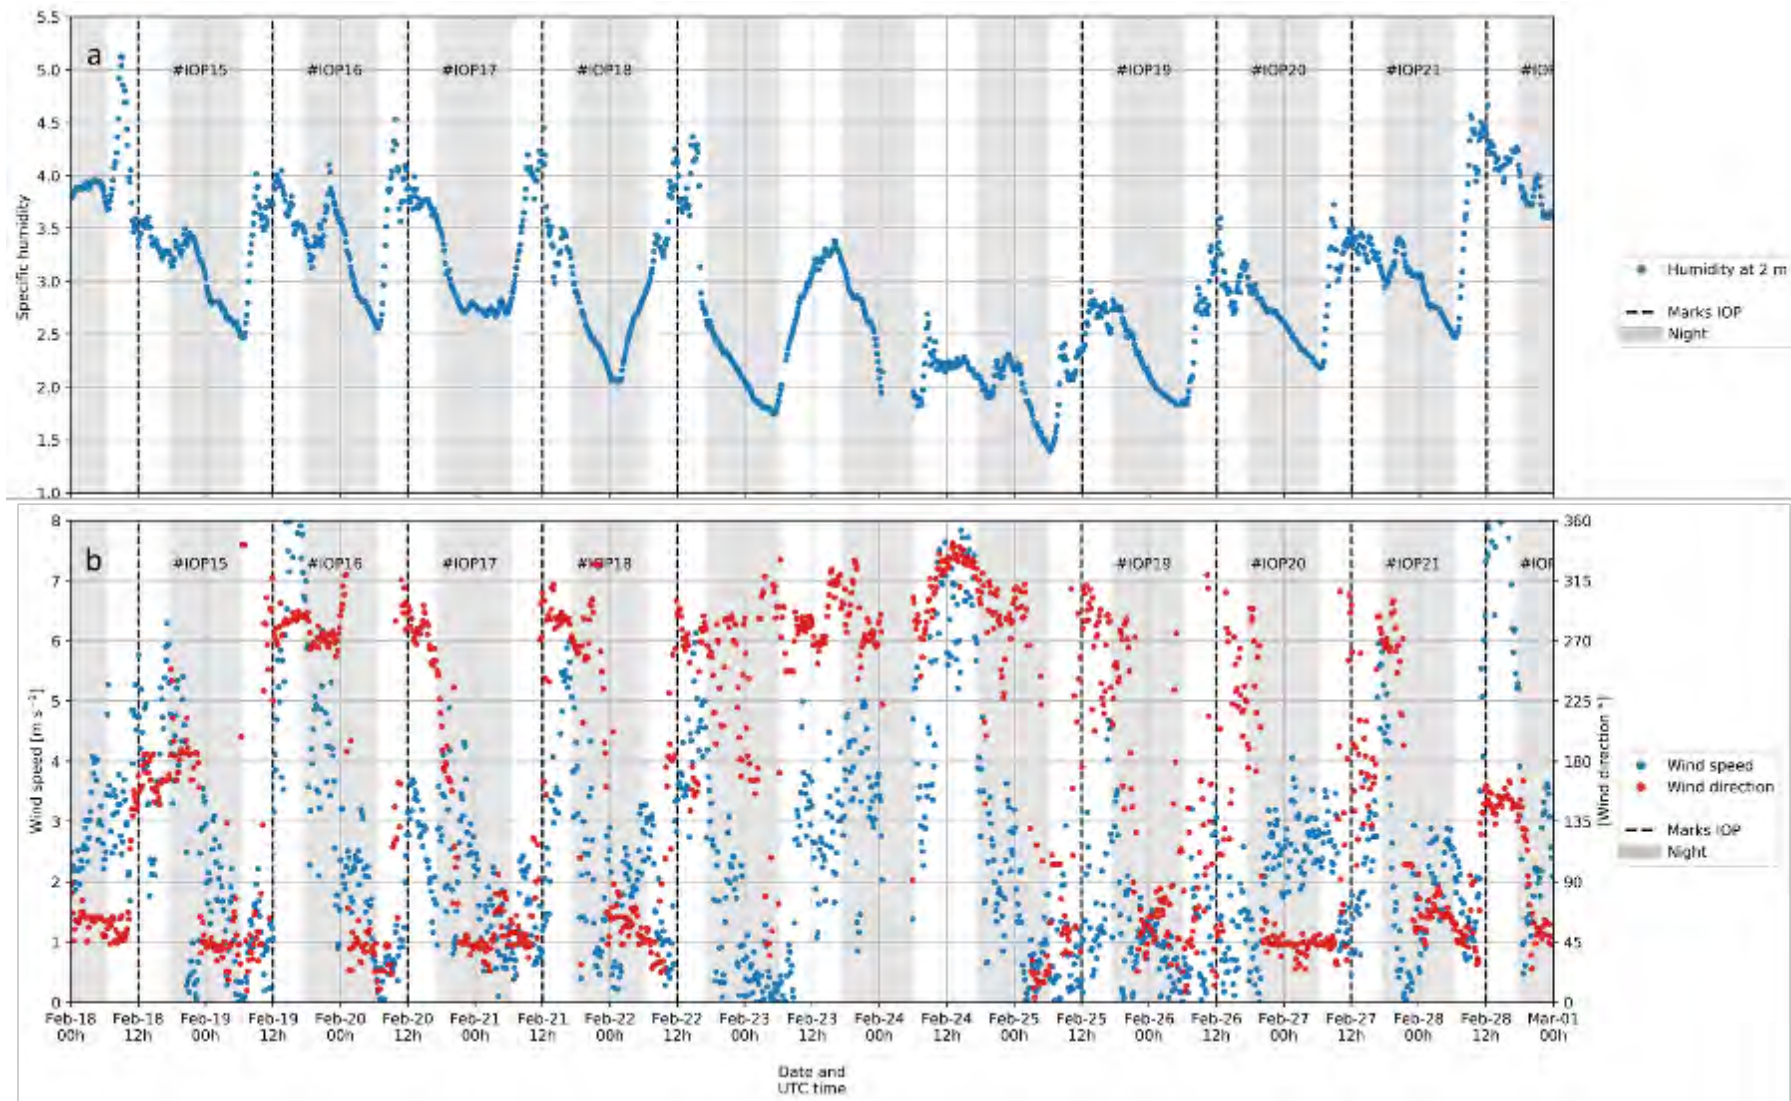 a
5.5
5.0
4.5
4.0
3.5
3.0
2.5
2.0
1.5
1.0
Specific humidity
#IOP15 #IOP16 #IOP17 #IOP18 #IOP19 #IOP20 #IOP21 #IOP
Humidity at 2 m
Marks IOP
Night
b
8
7
6
5
4
3
2
1
0
Wind speed [m s⁻¹]
#IOP15 #IOP16 #IOP17 #IOP18 #IOP19 #IOP20 #IOP21 #IOP
360
315
270
225
180
135
90
45
0
[Wind direction °]
Wind speed
Wind direction
Marks IOP
Night
Feb-18 Feb-18 Feb-19 Feb-19 Feb-20 Feb-20 Feb-21 Feb-21 Feb-22 Feb-22 Feb-23 Feb-23 Feb-24 Feb-24 Feb-25 Feb-25 Feb-26 Feb-26 Feb-27 Feb-27 Feb-28 Feb-28 Mar-01
00h 12h 00h 12h 00h 12h 00h 12h 00h 12h 00h 12h 00h 12h 00h 12h 00h 12h 00h 12h 00h 12h 00h
Date and
UTC time